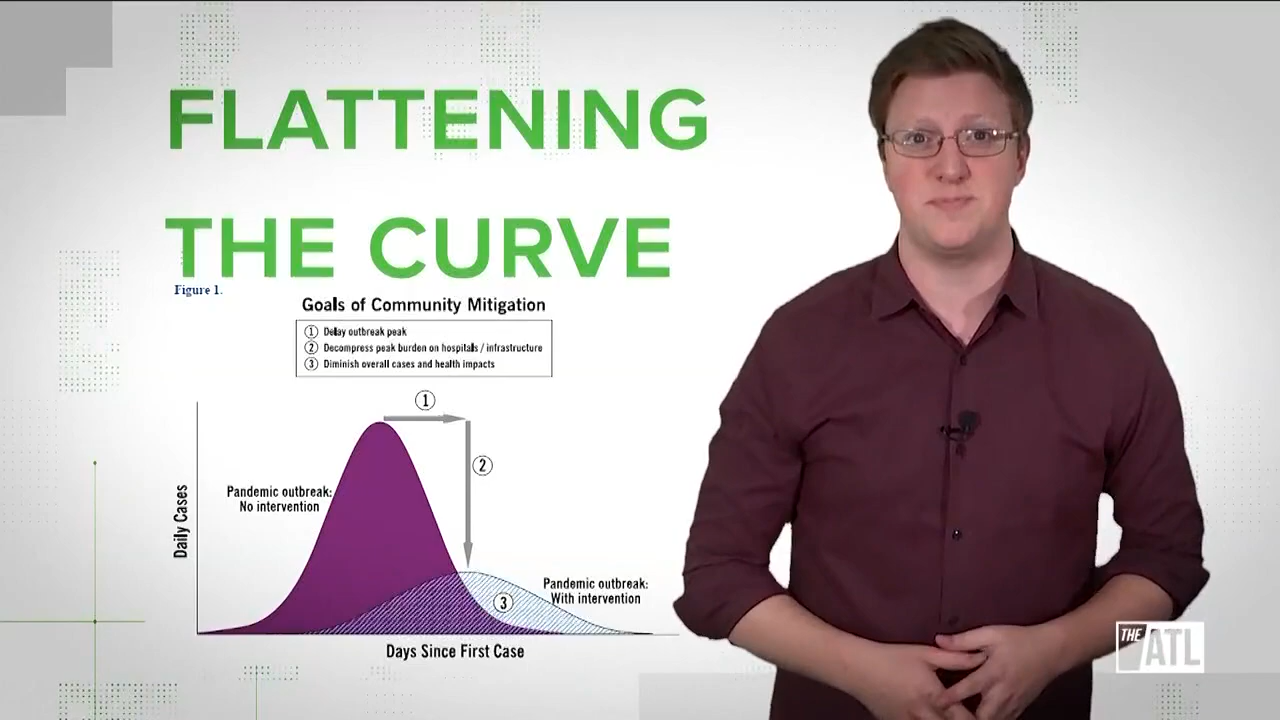 FLATTENING
THE CURVE
Figure 1.
Goals of Community Mitigation
① Delay outbreak peak
② Decompress peak burden on hospitals / infrastructure
③ Diminish overall cases and health impacts
①
②
Pandemic outbreak:
No intervention
Daily Cases
Pandemic outbreak:
With intervention
③
Days Since First Case
THE ATL